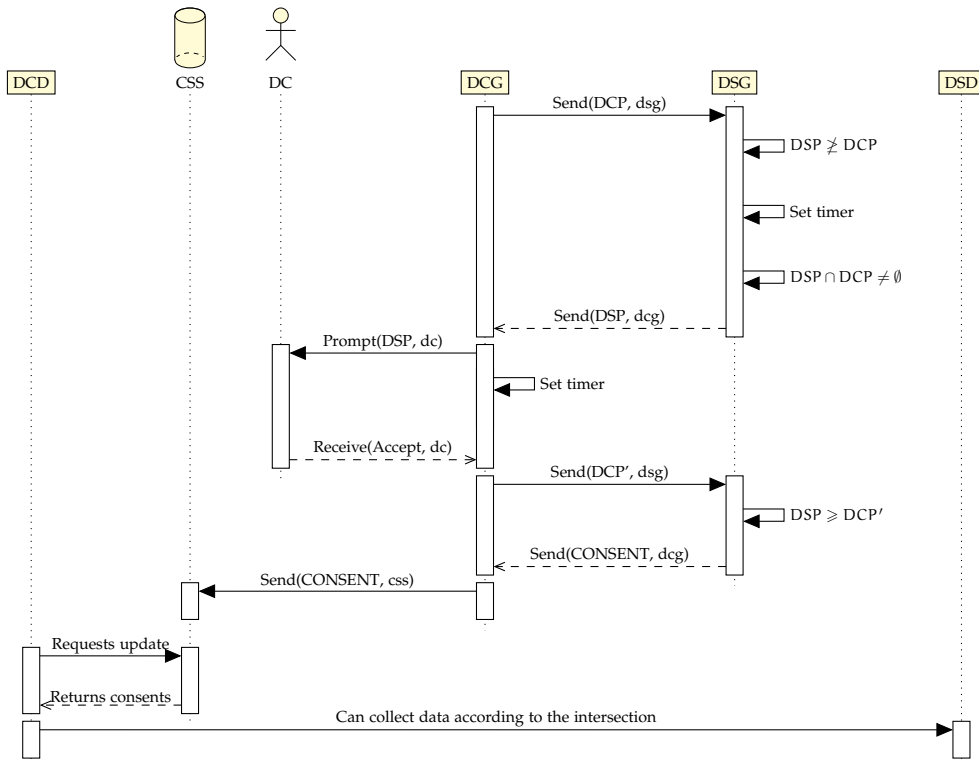 DCD
CSS
DC
DCG
DSG
DSD
Send(DCP, dsg)
DSP ≱ DCP
Set timer
DSP ∩ DCP ≠ ∅
Send(DSP, dcg)
Prompt(DSP, dc)
Set timer
Receive(Accept, dc)
Send(DCP', dsg)
DSP ⩾ DCP′
Send(CONSENT, dcg)
Send(CONSENT, css)
Requests update
Returns consents
Can collect data according to the intersection